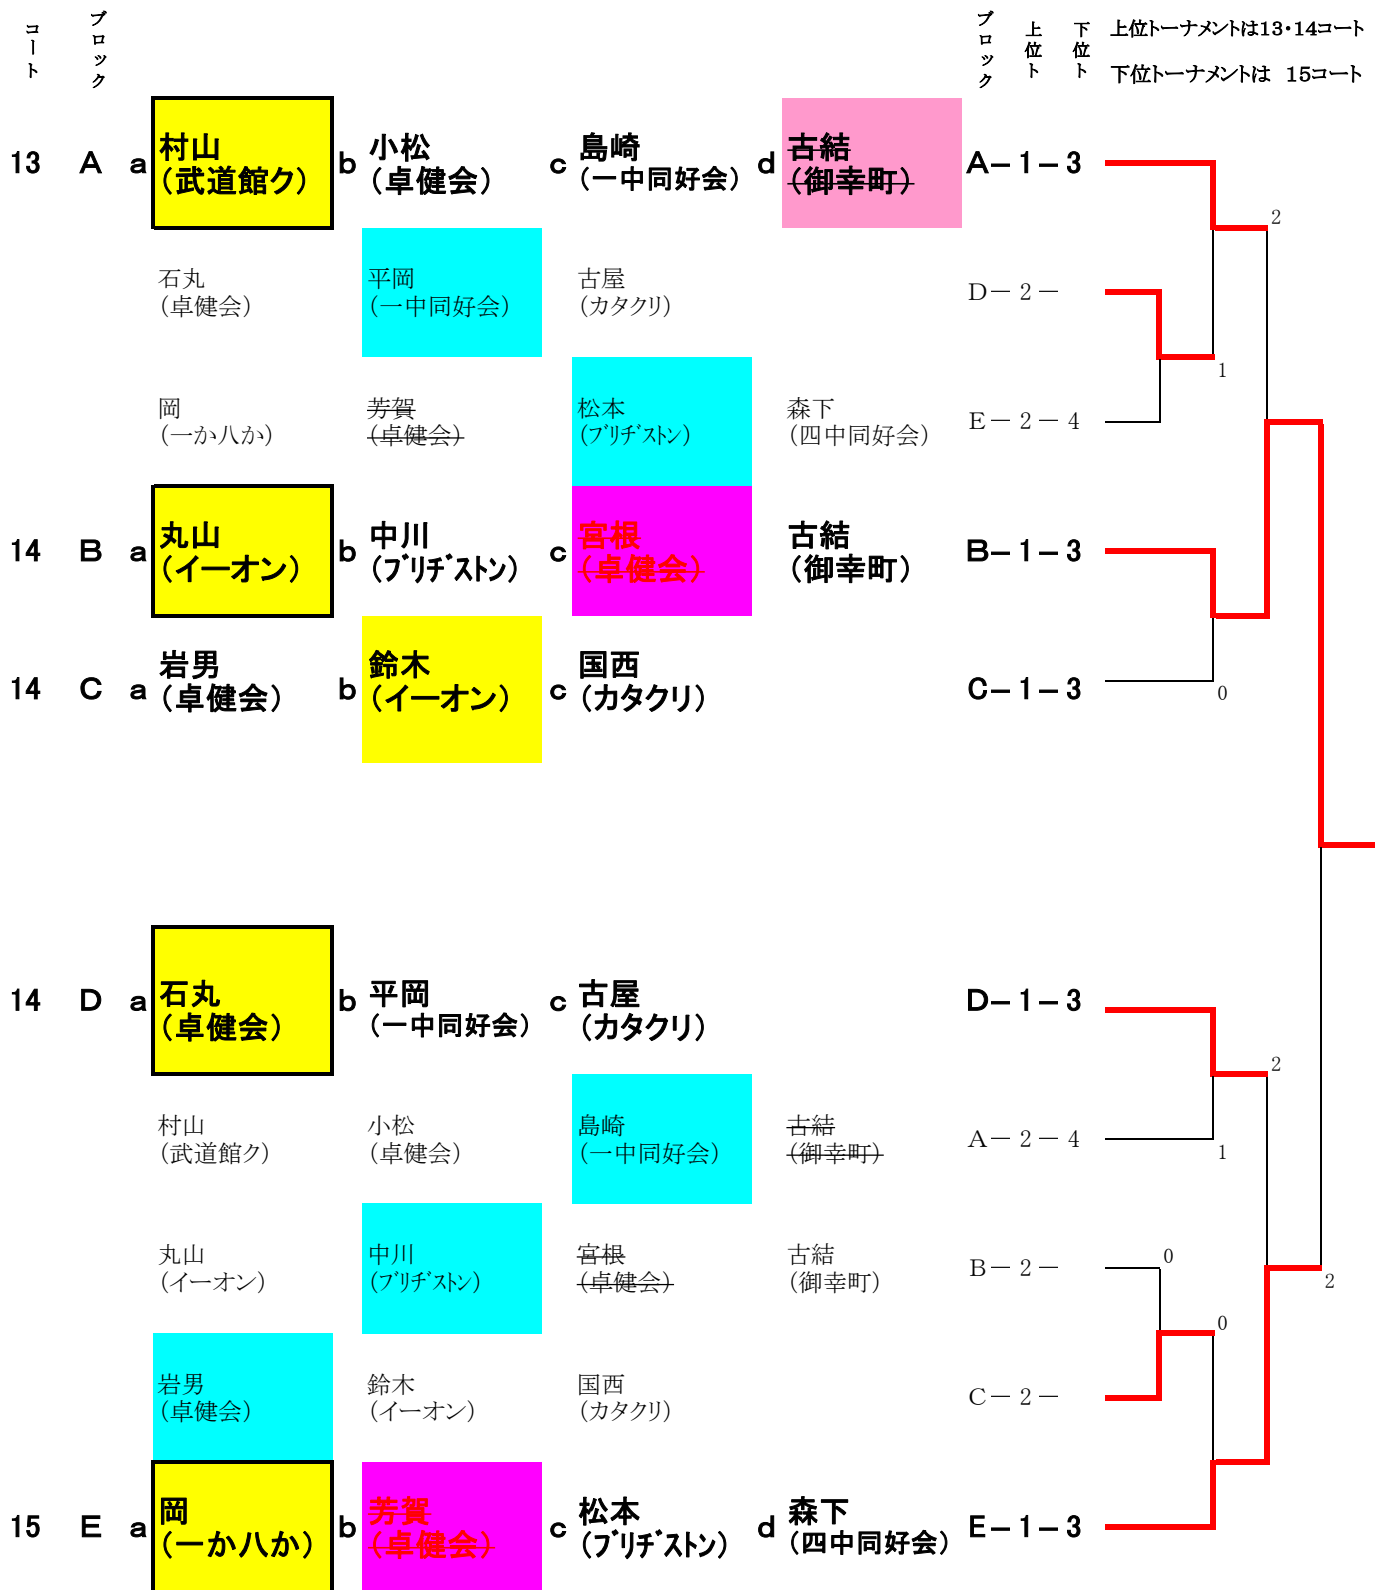 コート ブロック ブロック 上位ト 下位ト 上位トーナメントは13・14コート
下位トーナメントは 15コート
13 A a 村山 b 小松 c 島崎 d 古結 A－1－3
（武道館ク） （卓健会） （一中同好会） （御幸町）
2
石丸 平岡 古屋 D－2－
（卓健会） （一中同好会） （カタクリ）
1
岡 芳賀 松本 森下 E－2－4
（一か八か） （卓健会） （ブリヂストン） （四中同好会）
14 B a 丸山 b 中川 c 宮根 古結 B－1－3
（イーオン） （ブリヂストン） （卓健会） （御幸町）
14 C a 岩男 b 鈴木 c 国西 C－1－3
（卓健会） （イーオン） （カタクリ）
0
14 D a 石丸 b 平岡 c 古屋 D－1－3
（卓健会） （一中同好会） （カタクリ）
2
村山 小松 島崎 古結 A－2－4
（武道館ク） （卓健会） （一中同好会） （御幸町）
1
丸山 中川 宮根 古結 B－2－ 0
（イーオン） （ブリヂストン） （卓健会） （御幸町）
2
0
岩男 鈴木 国西 C－2－
（卓健会） （イーオン） （カタクリ）
15 E a 岡 b 芳賀 c 松本 d 森下 E－1－3
（一か八か） （卓健会） （ブリヂストン） （四中同好会）